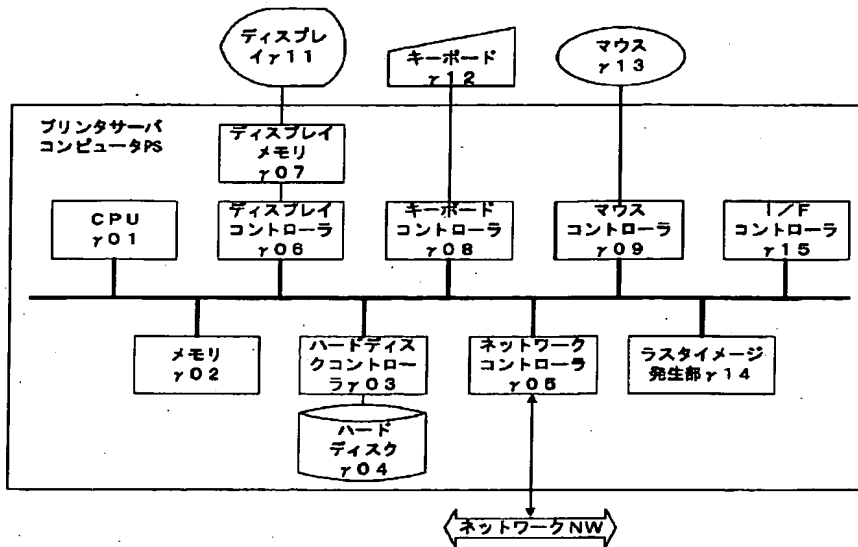 ディスプレ
イγ11
キーボード
γ12
マウス
γ13
プリンタサーバ
コンピュータPS
ディスプレイ
メモリ
γ07
CPU
γ01
ディスプレイ
コントローラ
γ06
キーボード
コントローラ
γ08
マウス
コントローラ
γ09
I/F
コントローラ
γ15
メモリ
γ02
ハードディス
クコントロー
ラγ03
ネットワーク
コントローラ
γ05
ラスタイメージ
発生部γ14
ハード
ディスク
γ04
ネットワークNW